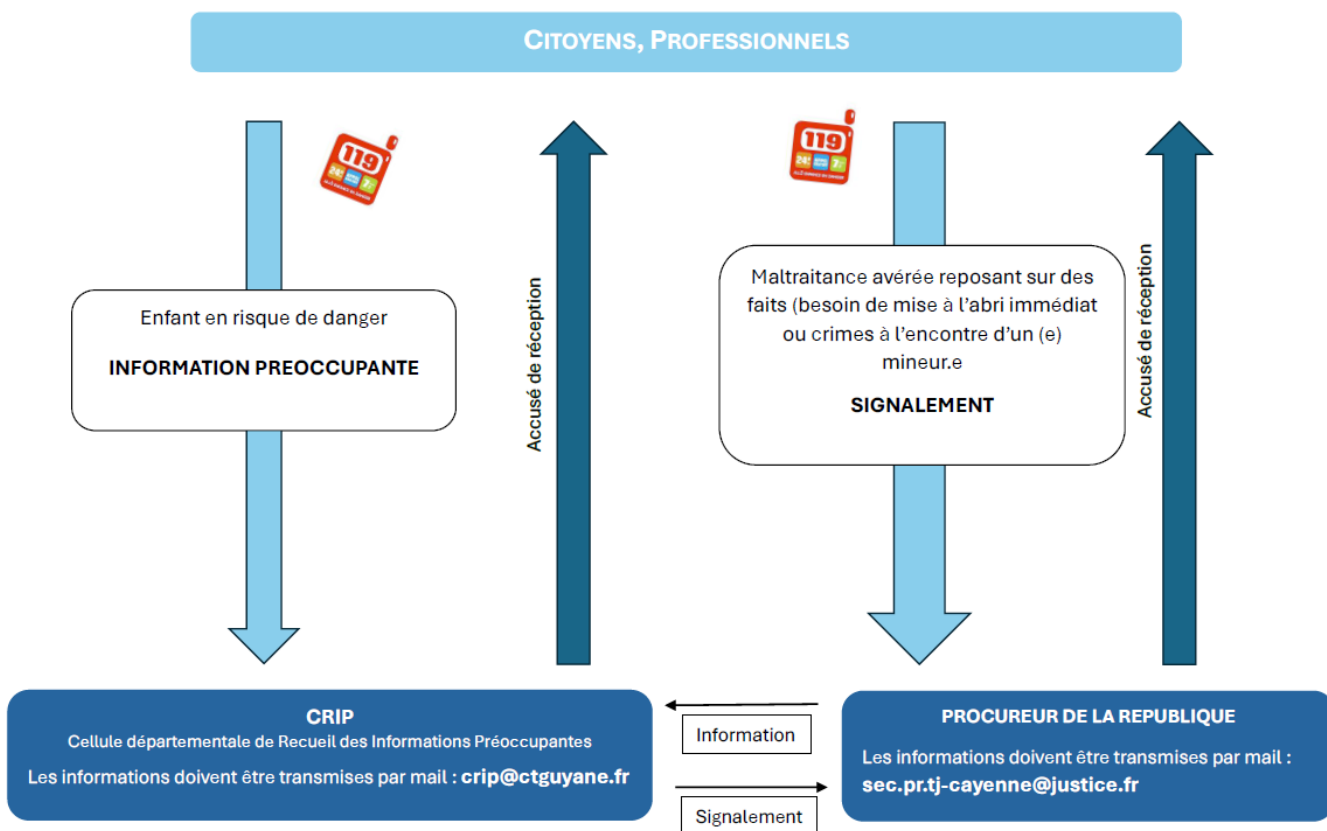 CITOYENS, PROFESSIONNELS
119
119
Enfant en risque de danger
INFORMATION PREOCCUPANTE
Accusé de réception
Maltraitance avérée reposant sur des
faits (besoin de mise à l'abri immédiat
ou crimes à l'encontre d'un (e)
mineur.e
SIGNALEMENT
Accusé de réception
CRIP
Cellule départementale de Recueil des Informations Préoccupantes
Les informations doivent être transmises par mail : crip@ctguyane.fr
Information
Signalement
PROCUREUR DE LA REPUBLIQUE
Les informations doivent être transmises par mail :
sec.pr.tj-cayenne@justice.fr